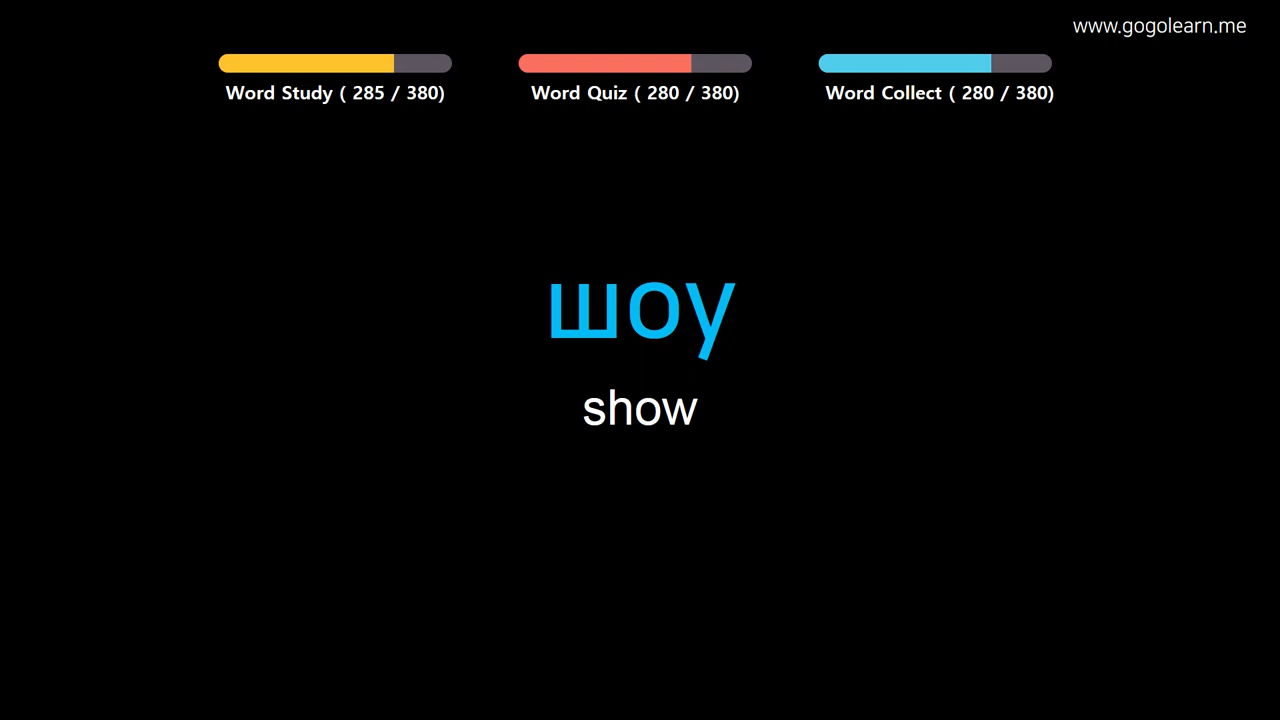 www.gogolearn.me
Word Study ( 285 / 380)
Word Quiz ( 280 / 380)
Word Collect ( 280 / 380)
шоу
show